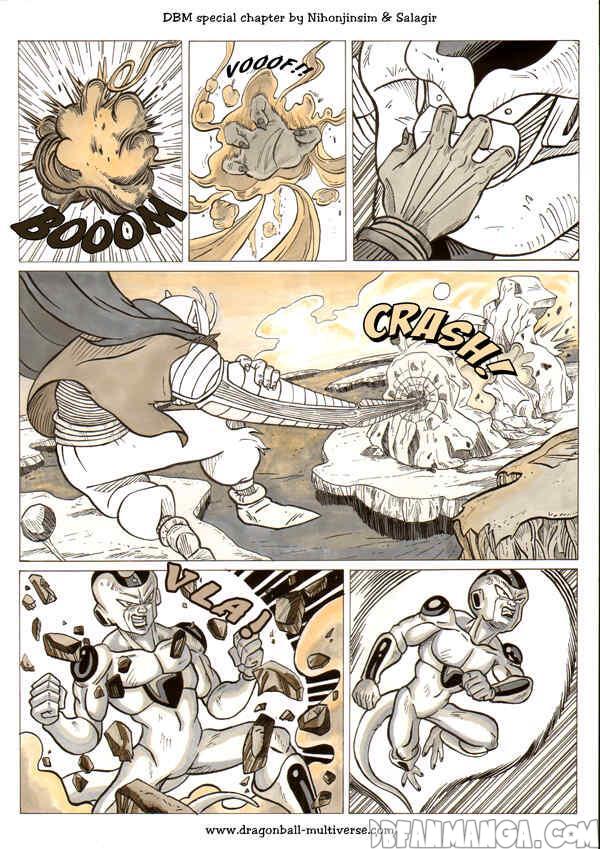 DBM special chapter by Nihonjinsim & Salagir
BOOOM
VOOOF!!
CRASH!
VLA!
www.dragonball-multiverse.com
DBFANMANGA.COM